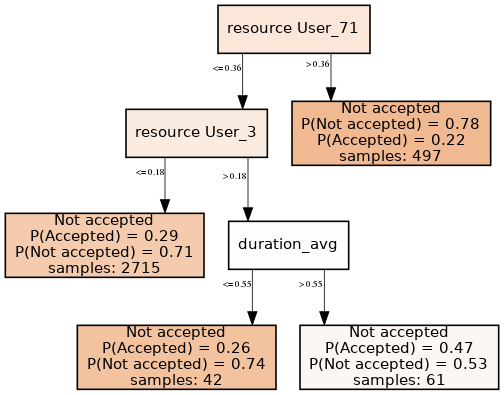 resource User_71
<=0.36
>0.36
resource User_3
Not accepted
P(Not accepted) = 0.78
P(Accepted) = 0.22
samples: 497
<=0.18
>0.18
Not accepted
P(Accepted) = 0.29
P(Not accepted) = 0.71
samples: 2715
duration_avg
<=0.55
>0.55
Not accepted
P(Accepted) = 0.26
P(Not accepted) = 0.74
samples: 42
Not accepted
P(Accepted) = 0.47
P(Not accepted) = 0.53
samples: 61